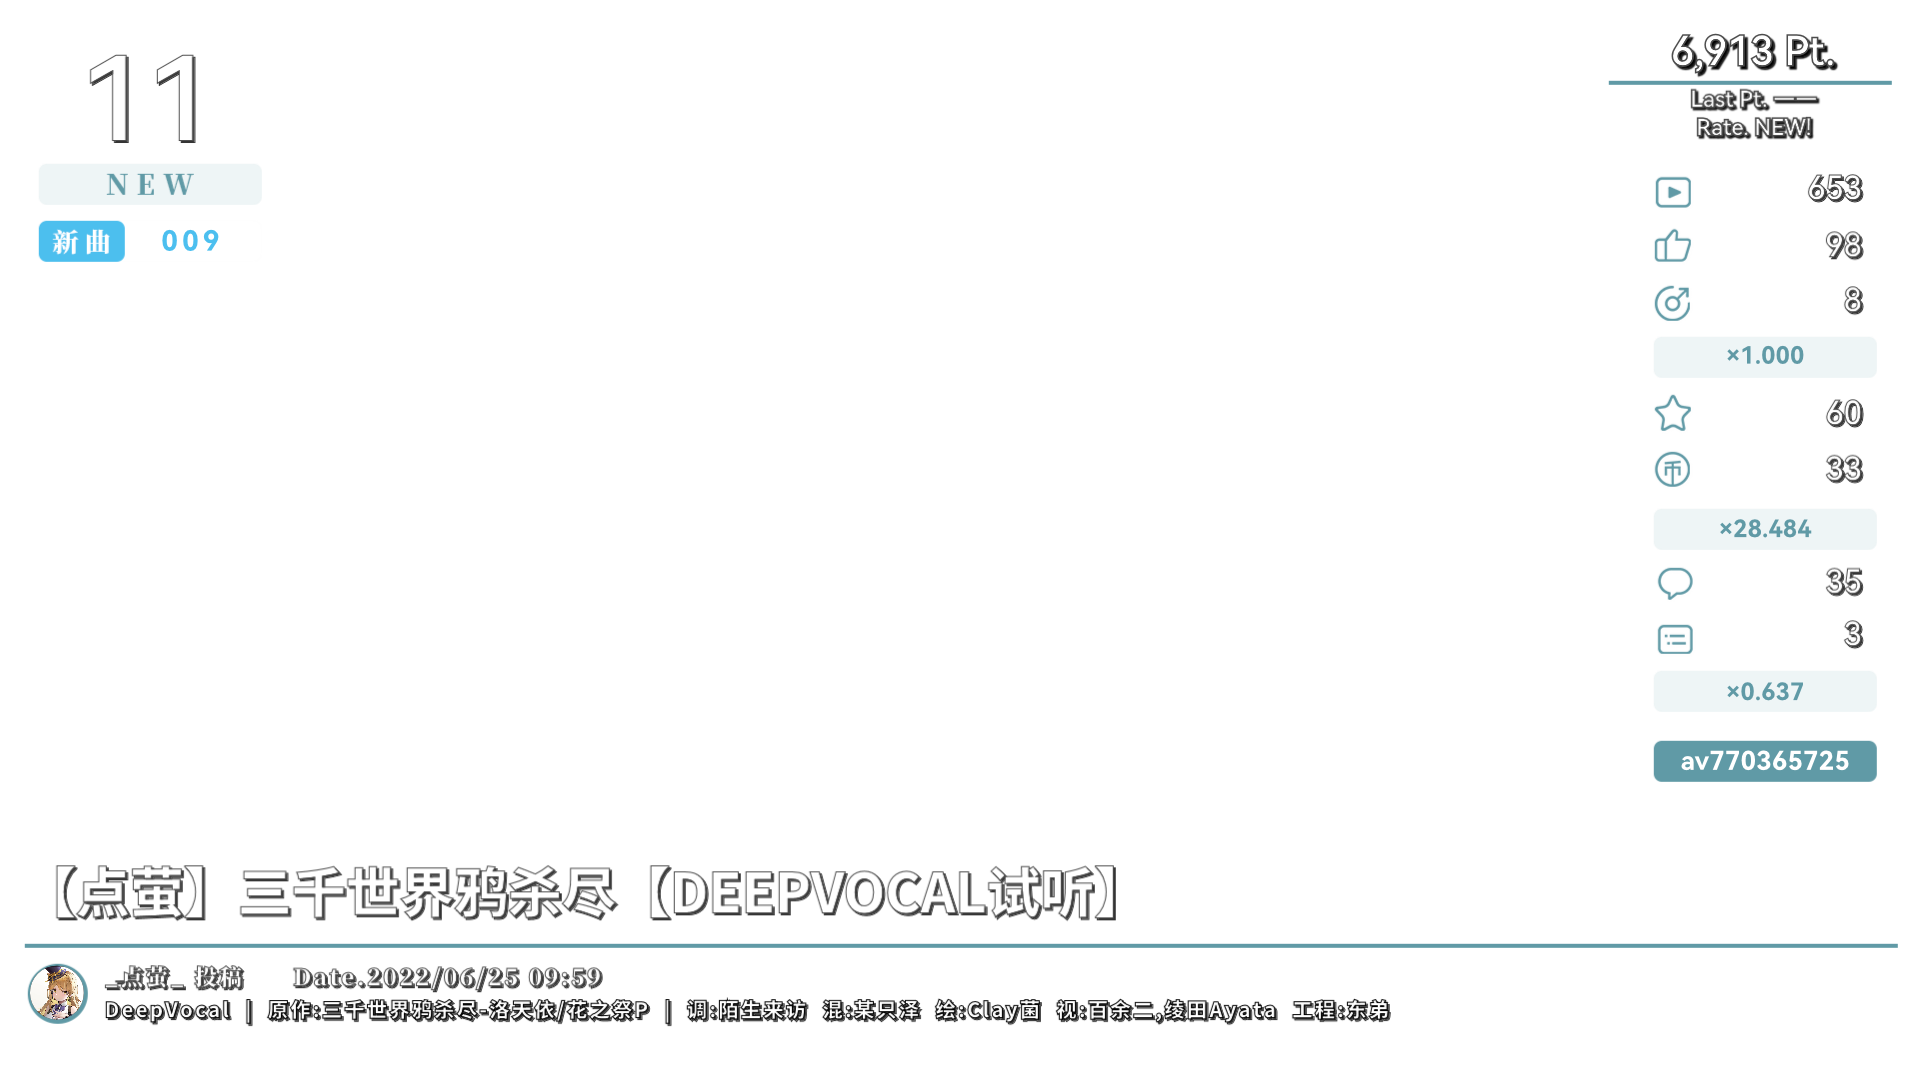 11
NEW
新曲 009
6,913 Pt.
Last Pt. ——
Rate. NEW!
653
98
8
×1.000
60
33
×28.484
35
3
×0.637
av770365725
【点萤】三千世界鸦杀尽【DEEPVOCAL试听】
_点萤_ 投稿 Date.2022/06/25 09:59
DeepVocal | 原作:三千世界鸦杀尽-洛天依/花之祭P | 调:陌生来访 混:某只泽 绘:Clay菌 视:百余二,绫田Ayata 工程:东弟